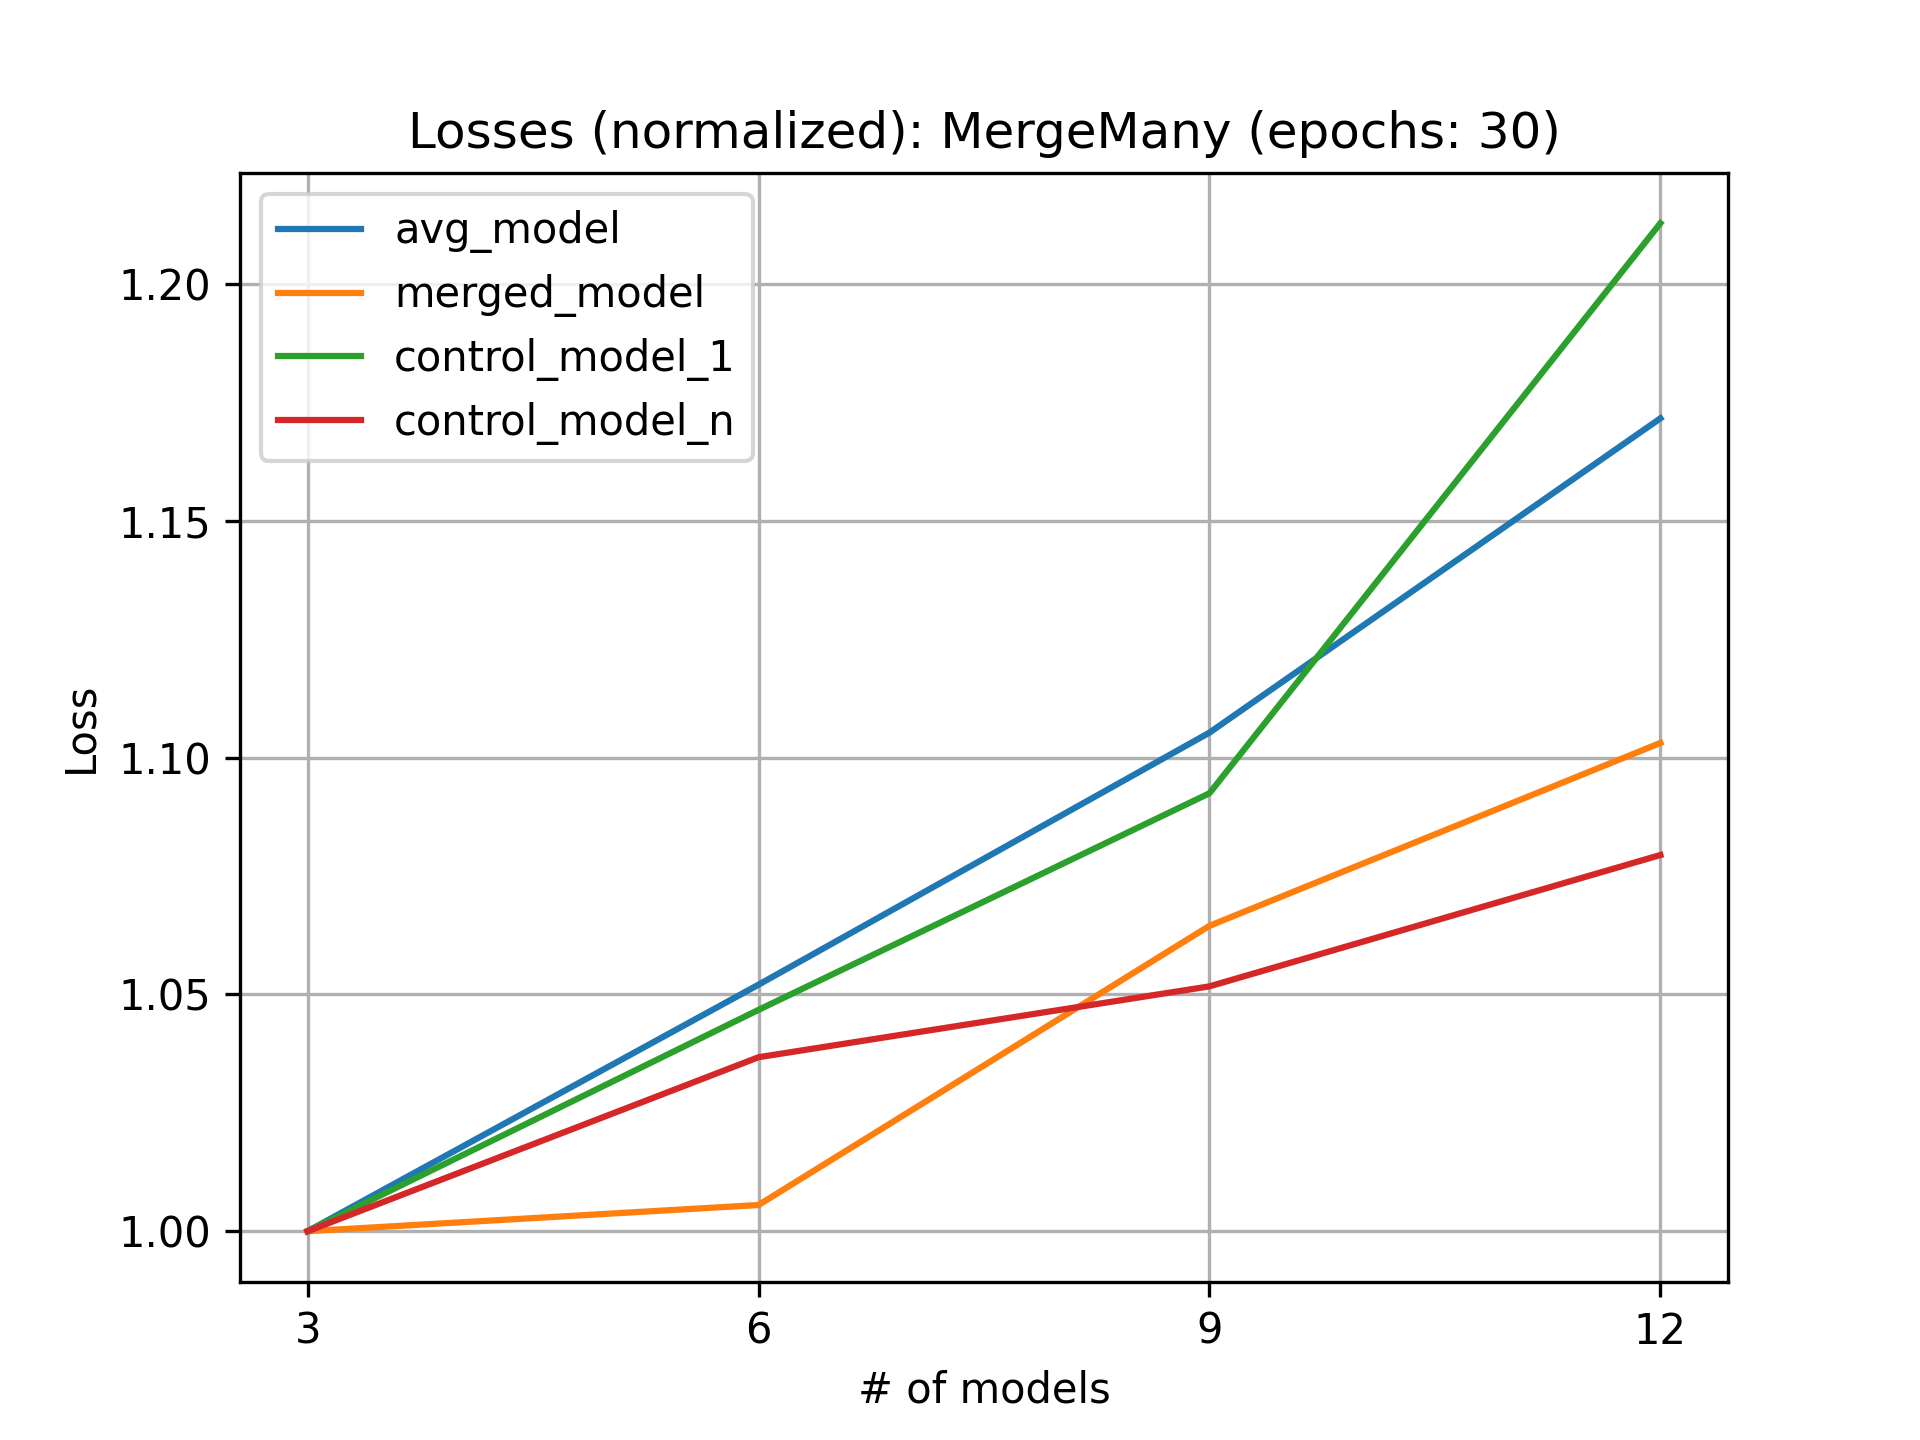 Losses (normalized): MergeMany (epochs: 30)
avg_model
merged_model
control_model_1
control_model_n
1.20
1.15
1.10
1.05
1.00
Loss
3 6 9 12
# of models